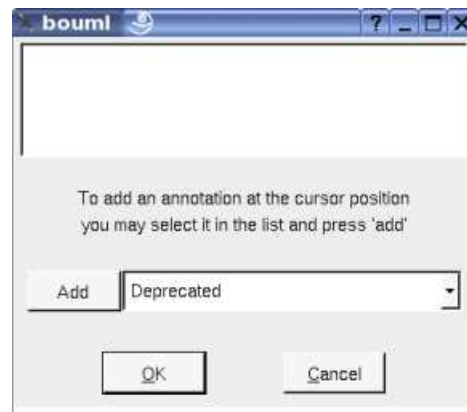 bouml
To add an annotation at the cursor position
you may select it in the list and press 'add'
Add Deprecated
OK Cancel